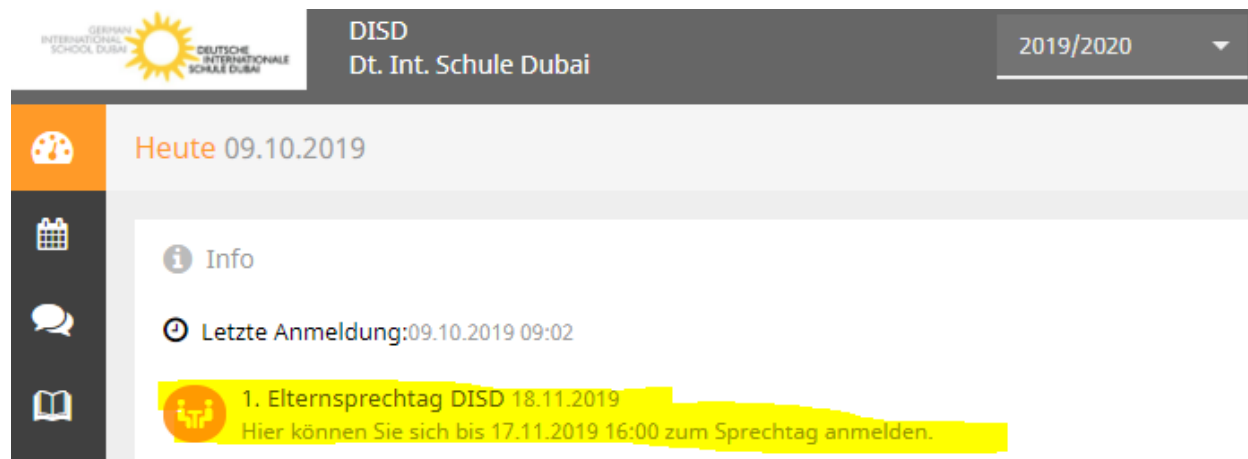 GERMAN
INTERNATIONAL
SCHOOL DUBAI
DEUTSCHE
INTERNATIONALE
SCHULE DUBAI
DISD
Dt. Int. Schule Dubai
2019/2020
Heute 09.10.2019
Info
Letzte Anmeldung:09.10.2019 09:02
1. Elternsprechtag DISD 18.11.2019
Hier können Sie sich bis 17.11.2019 16:00 zum Sprechtag anmelden.